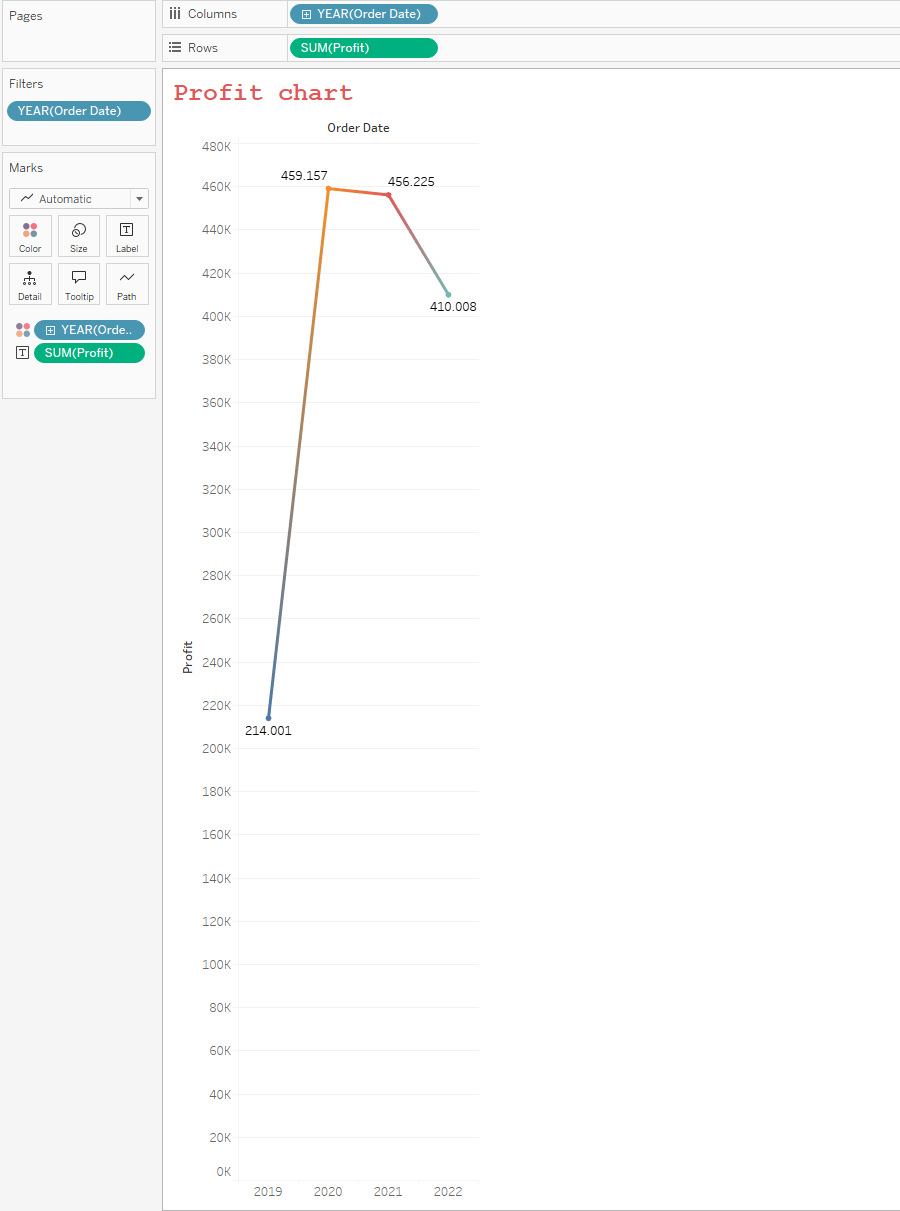 Pages
Columns
YEAR(Order Date)
Rows
SUM(Profit)
Filters
YEAR(Order Date)
Marks
Automatic
Color
Size
Label
Detail
Tooltip
Path
YEAR(Orde..
T SUM(Profit)
Profit chart
Order Date
480K
460K
440K
420K
400K
380K
360K
340K
320K
300K
280K
260K
240K
220K
200K
180K
160K
140K
120K
100K
80K
60K
40K
20K
0K
Profit
459.157
456.225
410.008
214.001
2019 2020 2021 2022